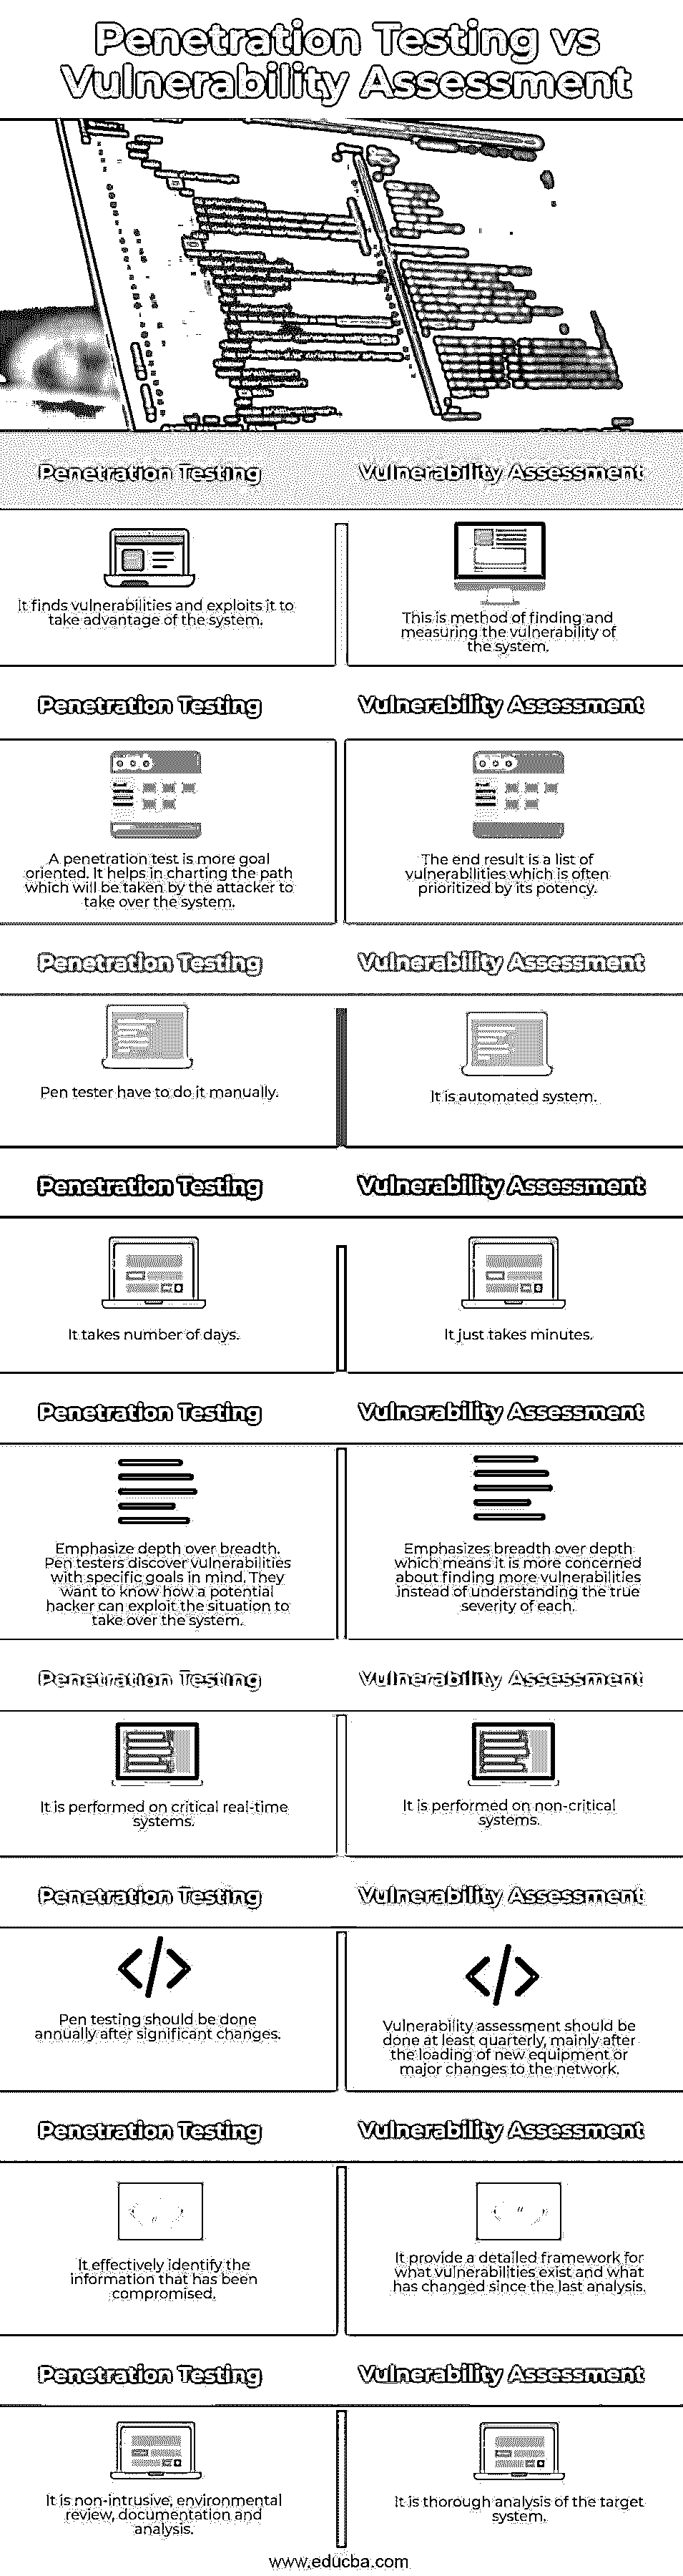 Penetration Testing vs
Vulnerability Assessment
Penetration Testing
Vulnerability Assessment
It finds vulnerabilities and exploits it to
take advantage of the system.
This is method of finding and
measuring the vulnerability of
the system.
Penetration Testing
Vulnerability Assessment
A penetration test is more goal
oriented. It helps in charting the path
which will be taken by the attacker to
take over the system.
The end result is a list of
vulnerabilities which is often
prioritized by its potency.
Penetration Testing
Vulnerability Assessment
Pen tester have to do it manually.
It is automated system.
Penetration Testing
Vulnerability Assessment
It takes number of days.
It just takes minutes.
Penetration Testing
Vulnerability Assessment
Emphasize depth over breadth.
Pen testers discover vulnerabilities
with specific goals in mind. They
want to know how a potential
hacker can exploit the situation to
take over the system.
Emphasizes breadth over depth
which means it is more concerned
about finding more vulnerabilities
instead of understanding the true
severity of each.
Penetration Testing
Vulnerability Assessment
It is performed on critical real-time
systems.
It is performed on non-critical
systems.
Penetration Testing
Vulnerability Assessment
Pen testing should be done
annually after significant changes.
Vulnerability assessment should be
done at least quarterly, mainly after
the loading of new equipment or
major changes to the network.
Penetration Testing
Vulnerability Assessment
It effectively identify the
information that has been
compromised.
It provide a detailed framework for
what vulnerabilities exist and what
has changed since the last analysis.
Penetration Testing
Vulnerability Assessment
It is non-intrusive, environmental
review, documentation and
analysis.
It is thorough analysis of the target
system.
www.educba.com